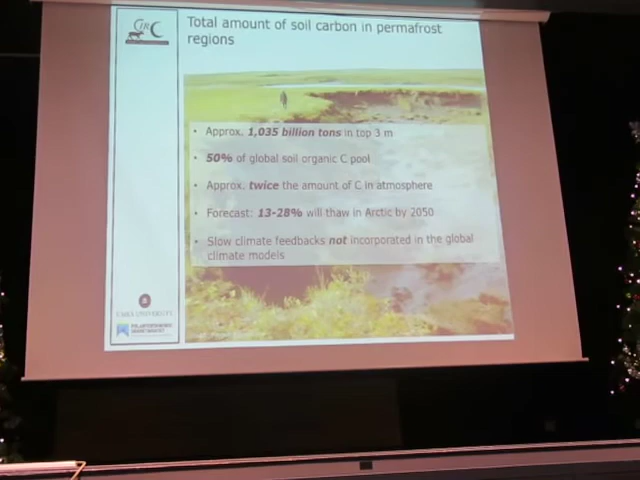 CirC
Total amount of soil carbon in permafrost
regions
• Approx. 1,035 billion tons in top 3 m
• 50% of global soil organic C pool
• Approx. twice the amount of C in atmosphere
• Forecast: 13-28% will thaw in Arctic by 2050
• Slow climate feedbacks not incorporated in the global
climate models